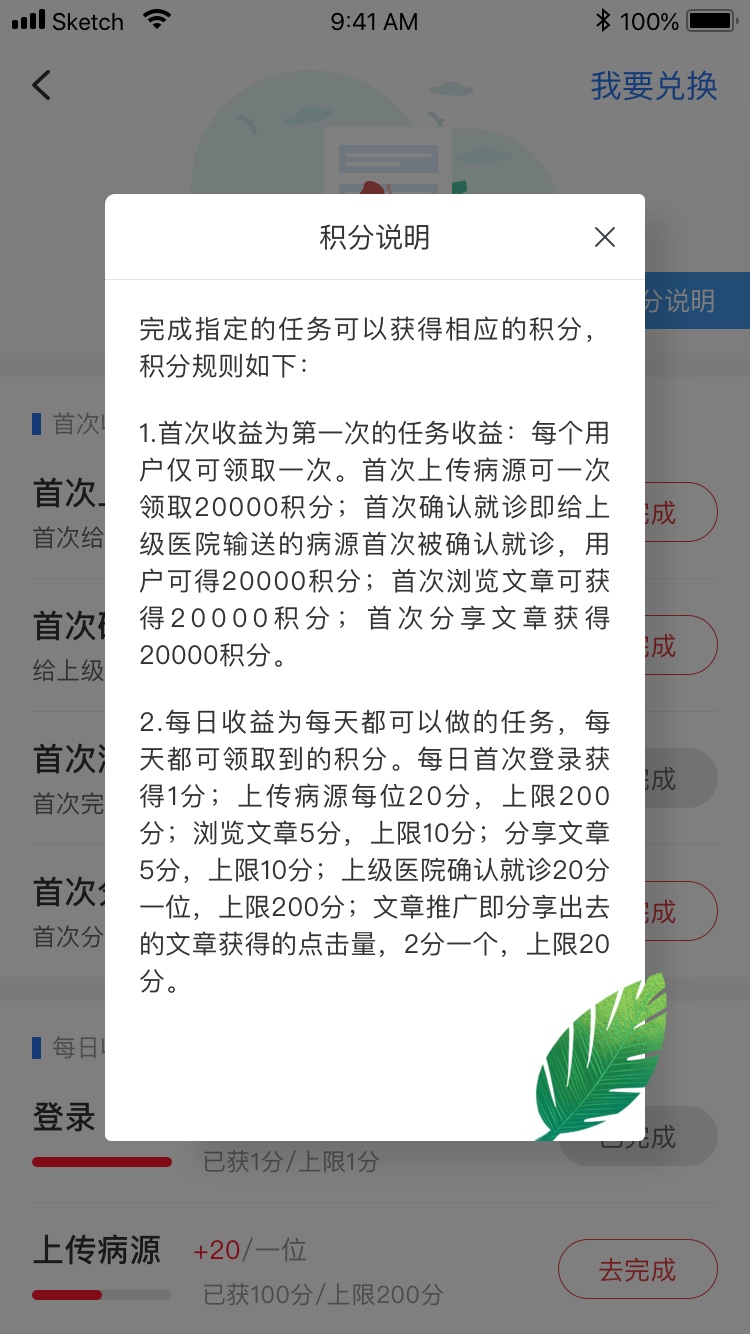 Sketch 9:41 AM 100%
我要兑换
积分说明
分说明
完成指定的任务可以获得相应的积分，
积分规则如下：
1.首次收益为第一次的任务收益：每个用
户仅可领取一次。首次上传病源可一次
领取20000积分；首次确认就诊即给上
级医院输送的病源首次被确认就诊，用
户可得20000积分；首次浏览文章可获
得20000积分；首次分享文章获得
20000积分。
2.每日收益为每天都可以做的任务，每
天都可领取到的积分。每日首次登录获
得1分；上传病源每位20分，上限200
分；浏览文章5分，上限10分；分享文章
5分，上限10分；上级医院确认就诊20分
一位，上限200分；文章推广即分享出去
的文章获得的点击量，2分一个，上限20
分。
首次
首次
首次给
完成
首次
给上级
完成
首次
首次完
完成
首次
首次分
完成
每日
登录
已完成
已获1分/上限1分
上传病源 +20/一位
去完成
已获100分/上限200分